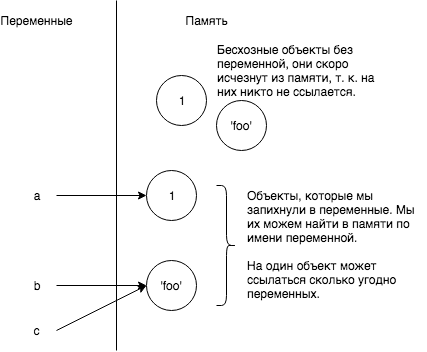 Переменные
Память
Бесхозные объекты без
переменной, они скоро
исчезнут из памяти, т. к. на
них никто не ссылается.
1
'foo'
a
1
Объекты, которые мы
запихнули в переменные. Мы
их можем найти в памяти по
имени переменной.
На один объект может
ссылаться сколько угодно
переменных.
b
'foo'
c